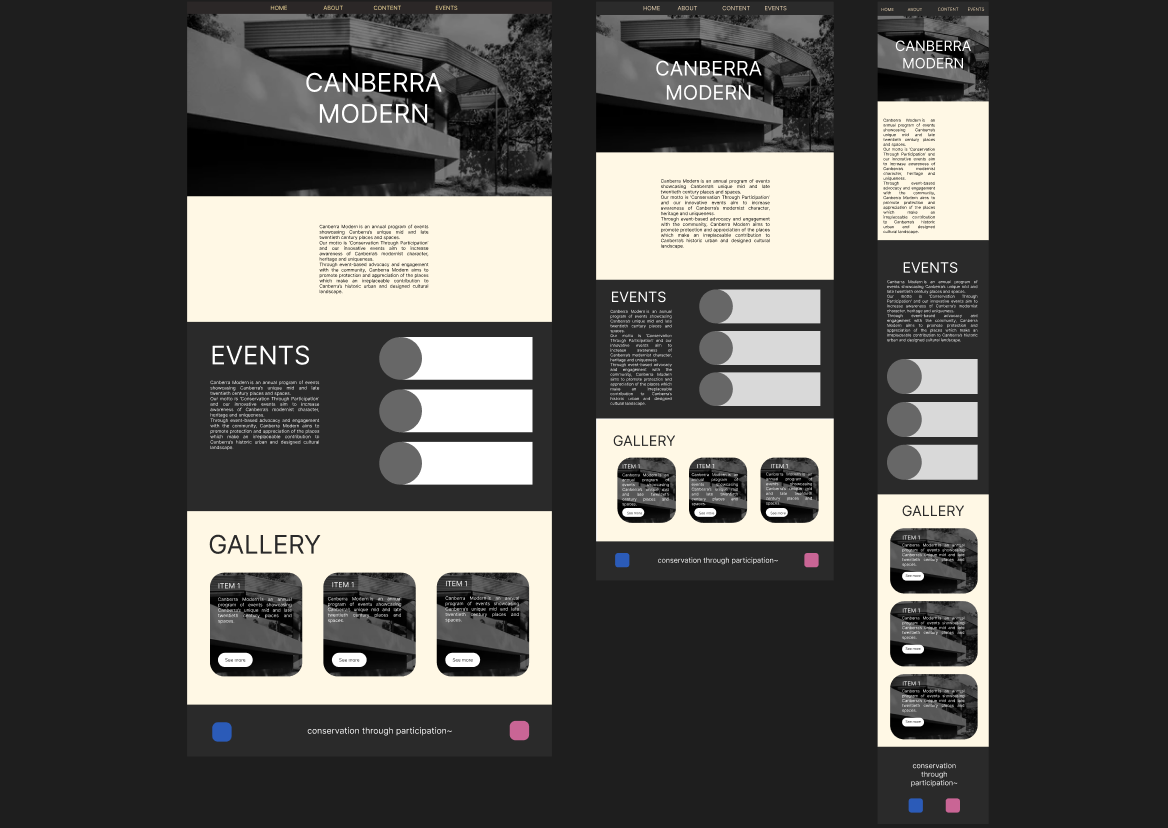 HOME ABOUT CONTENT EVENTS
CANBERRA
MODERN
Canberra Modern is an annual program of events
showcasing Canberra's unique mid and late
twentieth century places and spaces.
Our motto is 'Conservation Through Participation'
and our innovative events aim to increase
awareness of Canberra's modernist character,
heritage and uniqueness.
Through event-based advocacy and engagement
with the community, Canberra Modern aims to
promote protection and appreciation of the places
which make an irreplaceable contribution to
Canberra's historic urban and designed cultural
landscape.
EVENTS
Canberra Modern is an annual program of events
showcasing Canberra's unique mid and late
twentieth century places and spaces.
Our motto is 'Conservation Through Participation'
and our innovative events aim to increase
awareness of Canberra's modernist character,
heritage and uniqueness.
Through event-based advocacy and engagement
with the community, Canberra Modern aims to
promote protection and appreciation of the places
which make an irreplaceable contribution to
Canberra's historic urban and designed cultural
landscape.
GALLERY
ITEM 1
Canberra Modern is an annual
program of events showcasing
Canberra's unique mid and late
twentieth century places and
spaces.
See more
ITEM 1
Canberra Modern is an annual
program of events showcasing
Canberra's unique mid and late
twentieth century places and
spaces.
See more
ITEM 1
Canberra Modern is an annual
program of events showcasing
Canberra's unique mid and late
twentieth century places and
spaces.
See more
conservation through participation~
HOME ABOUT CONTENT EVENTS
CANBERRA
MODERN
Canberra Modern is an annual program of events
showcasing Canberra's unique mid and late
twentieth century places and spaces.
Our motto is 'Conservation Through Participation'
and our innovative events aim to increase
awareness of Canberra's modernist character,
heritage and uniqueness.
Through event-based advocacy and engagement
with the community, Canberra Modern aims to
promote protection and appreciation of the places
which make an irreplaceable contribution to
Canberra's historic urban and designed cultural
landscape.
EVENTS
Canberra Modern is an annual
program of events showcasing
Canberra's unique mid and late
twentieth century places and
spaces.
Our motto is 'Conservation
Through Participation' and our
innovative events aim to
increase awareness of
Canberra's modernist character,
heritage and uniqueness.
Through event-based advocacy
and engagement with the
community, Canberra Modern
aims to promote protection and
appreciation of the places which
make an irreplaceable
contribution to Canberra's
historic urban and designed
cultural landscape.
GALLERY
ITEM 1
Canberra Modern is an
annual program of
events showcasing
Canberra's unique mid
and late twentieth
century places and
spaces.
See more
ITEM 1
Canberra Modern is an
annual program of
events showcasing
Canberra's unique mid
and late twentieth
century places and
spaces.
See more
ITEM 1
Canberra Modern is an
annual program of
events showcasing
Canberra's unique mid
and late twentieth
century places and
spaces.
See more
conservation through participation~
HOME ABOUT CONTENT EVENTS
CANBERRA
MODERN
Canberra Modern is an
annual program of events
showcasing Canberra's
unique mid and late
twentieth century places
and spaces.
Our motto is 'Conservation
Through Participation' and
our innovative events aim
to increase awareness of
Canberra's modernist
character, heritage and
uniqueness.
Through event-based
advocacy and engagement
with the community,
Canberra Modern aims to
promote protection and
appreciation of the places
which make an
irreplaceable contribution
to Canberra's historic
urban and designed
cultural landscape.
EVENTS
Canberra Modern is an annual program of
events showcasing Canberra's unique mid and
late twentieth century places and spaces.
Our motto is 'Conservation Through
Participation' and our innovative events aim to
increase awareness of Canberra's modernist
character, heritage and uniqueness.
Through event-based advocacy and
engagement with the community, Canberra
Modern aims to promote protection and
appreciation of the places which make an
irreplaceable contribution to Canberra's historic
urban and designed cultural landscape.
GALLERY
ITEM 1
Canberra Modern is an annual
program of events showcasing
Canberra's unique mid and late
twentieth century places and
spaces.
See more
ITEM 1
Canberra Modern is an annual
program of events showcasing
Canberra's unique mid and late
twentieth century places and
spaces.
See more
ITEM 1
Canberra Modern is an annual
program of events showcasing
Canberra's unique mid and late
twentieth century places and
spaces.
See more
conservation
through
participation~